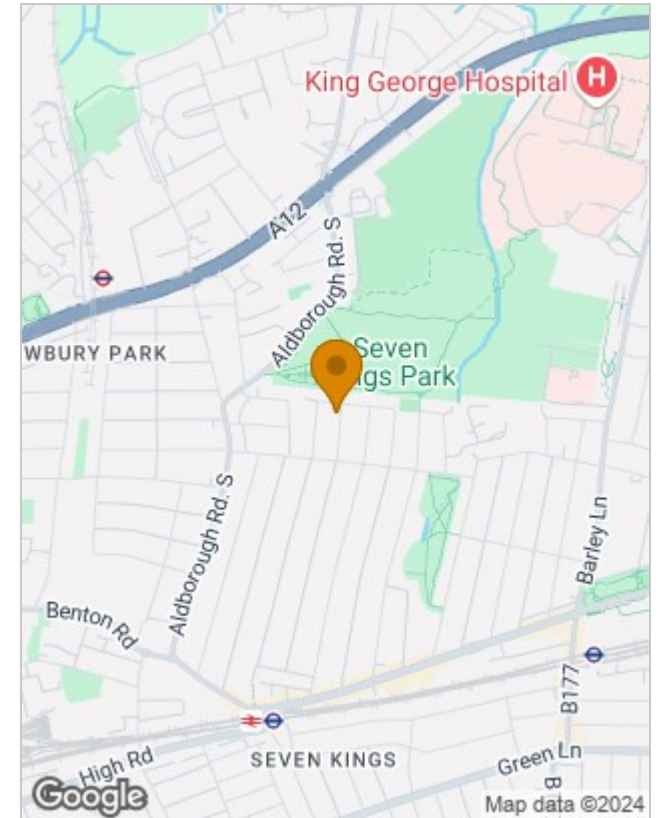 King George Hospital H
A12
Aldborough Rd. S
WBURY PARK
Seven
ngs Park
Aldborough Rd. S
Barley Ln
Benton Rd
B177
SEVEN KINGS
High Rd
Green Ln
B
Google
Map data ©2024